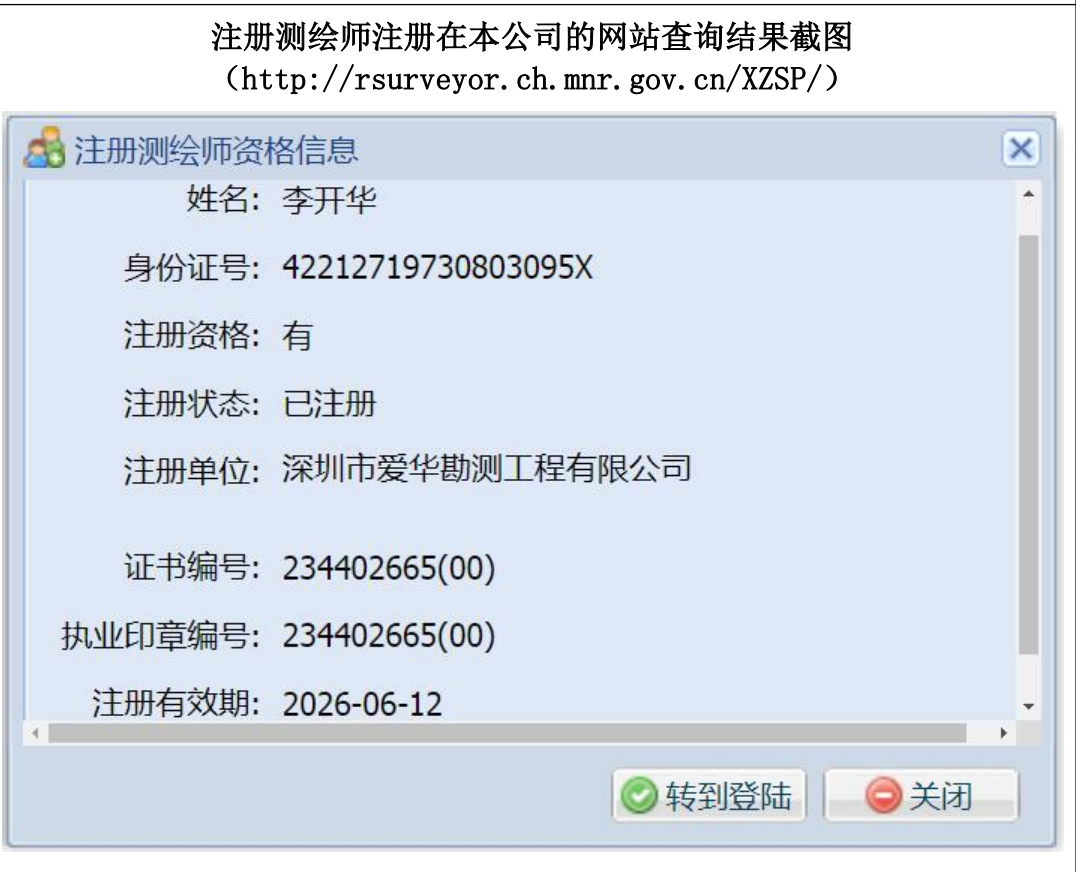 注册测绘师注册在本公司的网站查询结果截图
（http://rsurveyor.ch.mnr.gov.cn/XZSP/）
注册测绘师资格信息
姓名: 李开华
身份证号: 42212719730803095X
注册资格: 有
注册状态: 已注册
注册单位: 深圳市爱华勘测工程有限公司
证书编号: 234402665(00)
执业印章编号: 234402665(00)
注册有效期: 2026-06-12
转到登陆 关闭